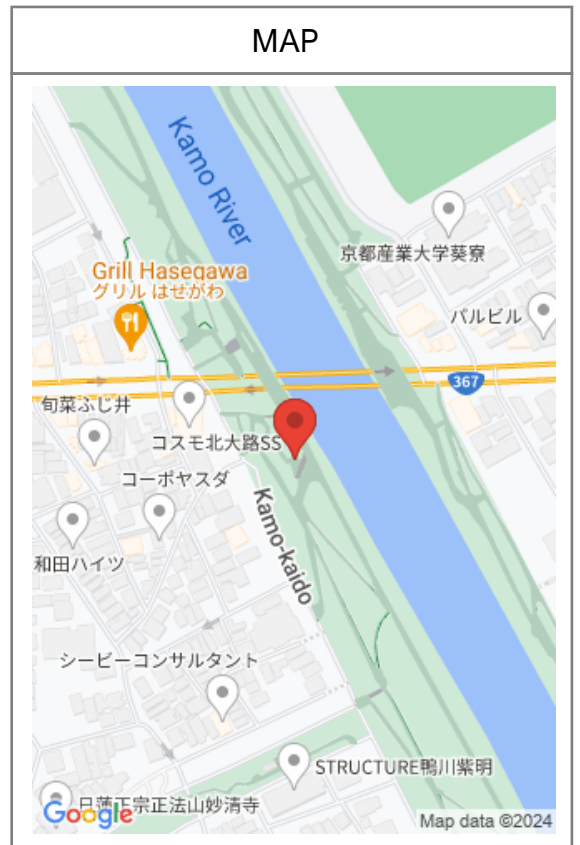 MAP
Kamo River
京都産業大学葵寮
Grill Hasegawa
グリル はせがわ
パルビル
367
旬菜ふじ井
コスモ北大路SS
コーポヤスダ
Kamo-kaido
和田ハイツ
シービーコンサルタント
STRUCTURE鴨川紫明
日蓮正宗正法山妙清寺
Google
Map data ©2024